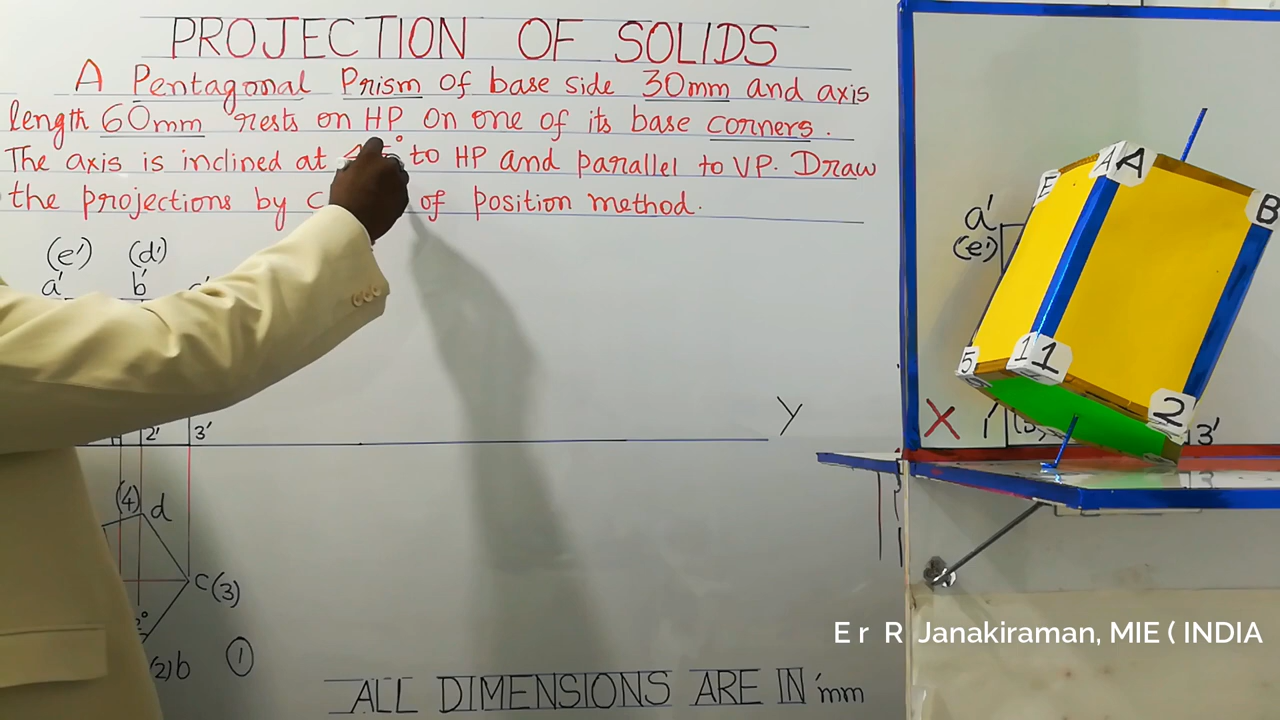 PROJECTION OF SOLIDS
A Pentagonal Prism of base side 30mm and axis
length 60mm rests on HP on one of its base corners.
The axis is inclined at ° to HP and parallel to VP. Draw
the projections by of position method.
(e') (d')
a' b'
2' 3'
Y
(4) d
c (3)
(2) b
1
ALL DIMENSIONS ARE IN 'mm
a'
(e')
E A A B
5 1 1 2
X 1' 3'
Er R Janakiraman, MIE ( INDIA